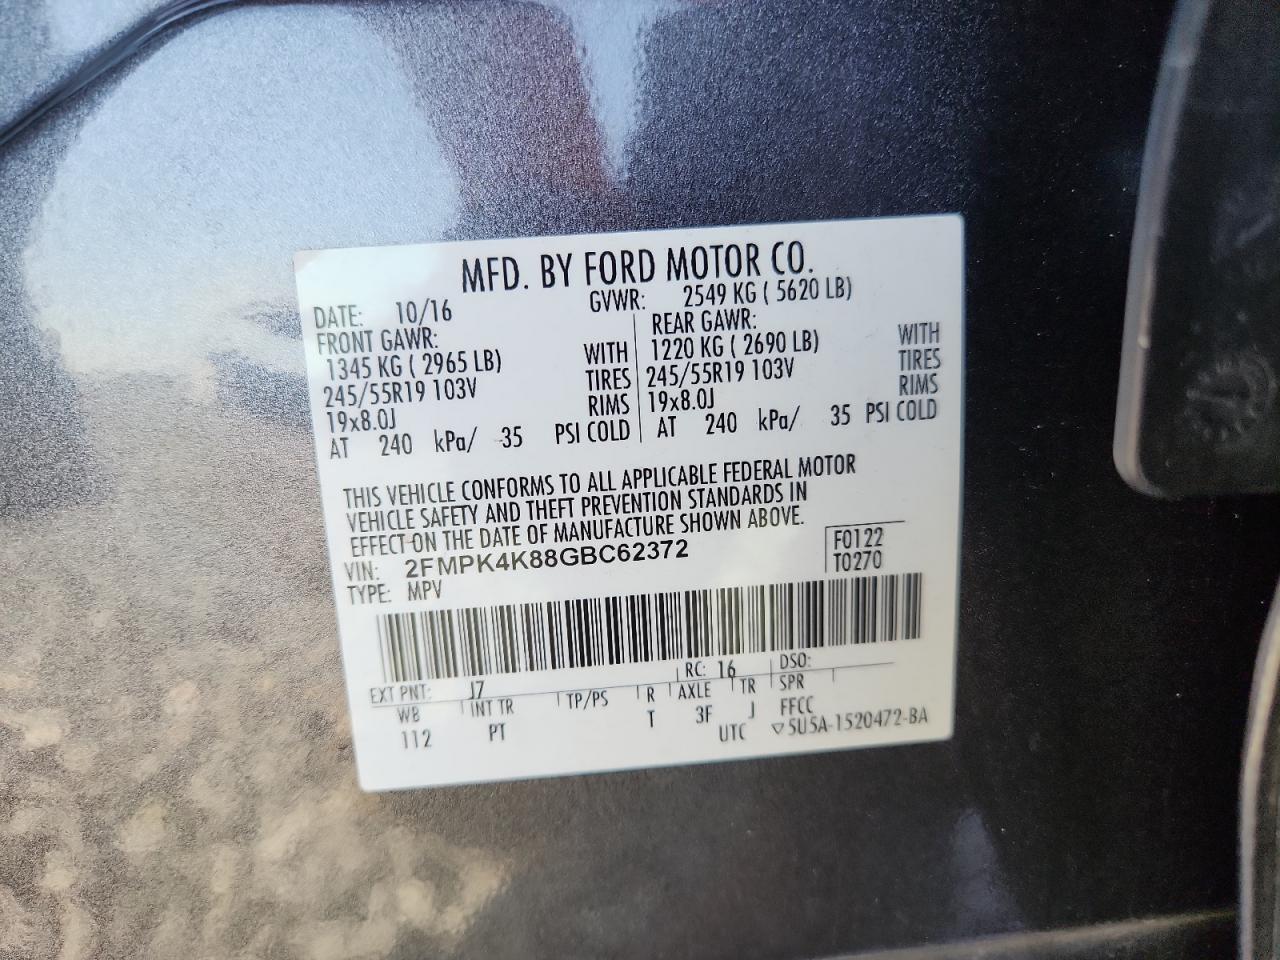 MFD. BY FORD MOTOR CO.
DATE: 10/16 GVWR: 2549 KG ( 5620 LB)
FRONT GAWR: REAR GAWR:
1345 KG ( 2965 LB) WITH 1220 KG ( 2690 LB) WITH
245/55R19 103V TIRES 245/55R19 103V TIRES
19x8.0J RIMS 19x8.0J RIMS
AT 240 kPa/ 35 PSI COLD AT 240 kPa/ 35 PSI COLD
THIS VEHICLE CONFORMS TO ALL APPLICABLE FEDERAL MOTOR
VEHICLE SAFETY AND THEFT PREVENTION STANDARDS IN
EFFECT ON THE DATE OF MANUFACTURE SHOWN ABOVE.
VIN: 2FMPK4K88GBC62372 F0122
TYPE: MPV T0270
EXT PNT: J7 RC: 16 DSO:
WB INT TR TP/PS R AXLE TR SPR
112 PT T 3F J FFCC
UTC ▽5U5A-1520472-BA